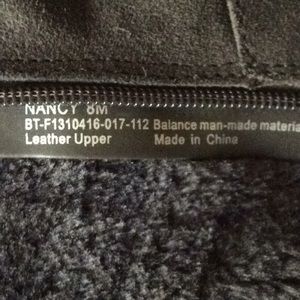 NANCY 8M
BT-F1310416-017-112 Balance man-made materia
Leather Upper Made in China